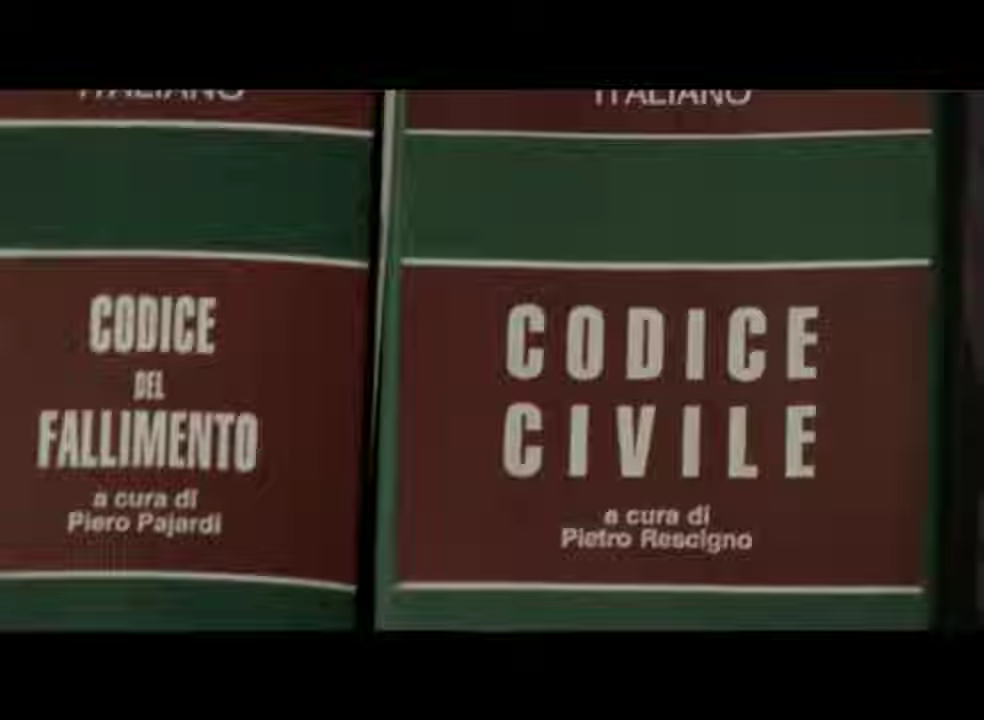 ITALIANO
CODICE
DEL
FALLIMENTO
a cura di
Piero Pajardi
ITALIANO
CODICE
CIVILE
a cura di
Pietro Rescigno